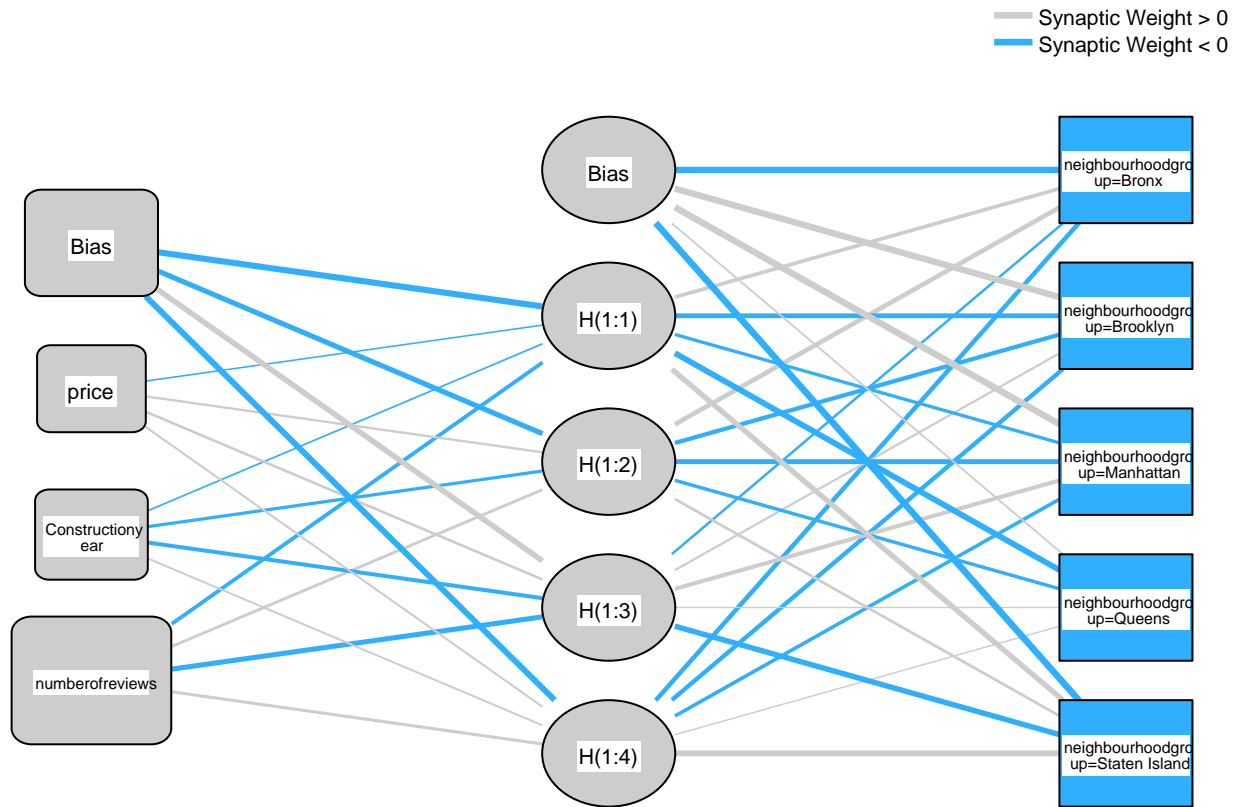 Synaptic Weight > 0
Synaptic Weight < 0
Bias
price
Constructiony
ear
numberofreviews
Bias
H(1:1)
H(1:2)
H(1:3)
H(1:4)
neighbourhoodgro
up=Bronx
neighbourhoodgro
up=Brooklyn
neighbourhoodgro
up=Manhattan
neighbourhoodgro
up=Queens
neighbourhoodgro
up=Staten Island